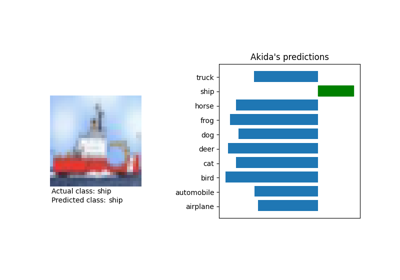 Akida's predictions
truck
ship
horse
frog
dog
deer
cat
bird
automobile
airplane
Actual class: ship
Predicted class: ship